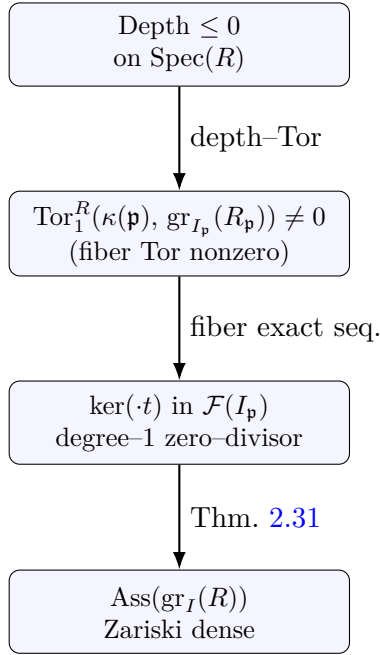 Depth ≤ 0
on Spec(R)
depth–Tor
Tor₁ᴿ(κ(𝔭), gr_{I_𝔭}(R_𝔭)) ≠ 0
(fiber Tor nonzero)
fiber exact seq.
ker(·t) in ℱ(I_𝔭)
degree–1 zero–divisor
Thm. 2.31
Ass(gr_I(R))
Zariski dense